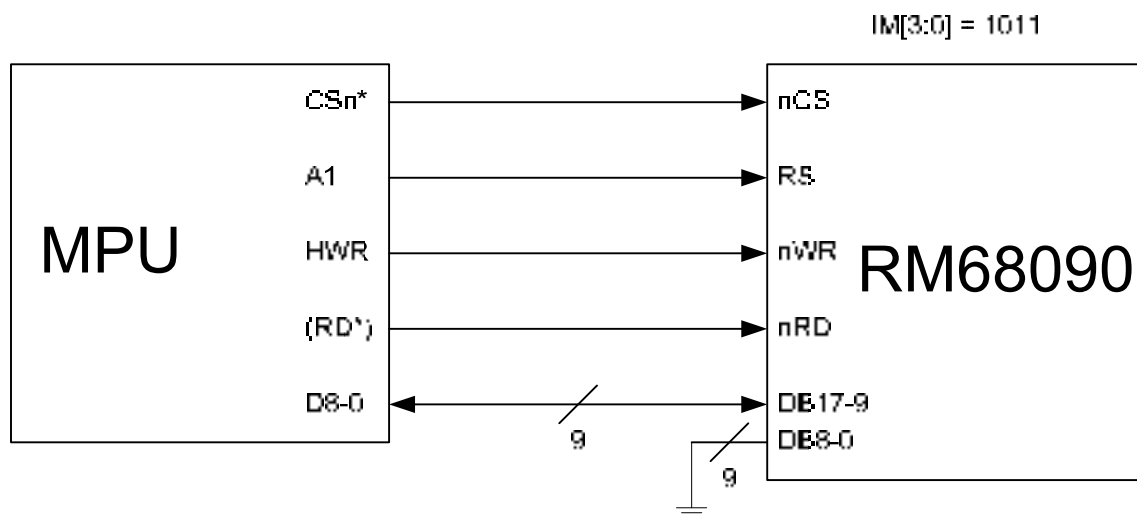 IM[3:0] = 1011
CSn*
nCS
A1
RS
MPU
HWR
nWR
RM68090
(RD*)
nRD
D8-0
DB17-9
9
DB8-0
9